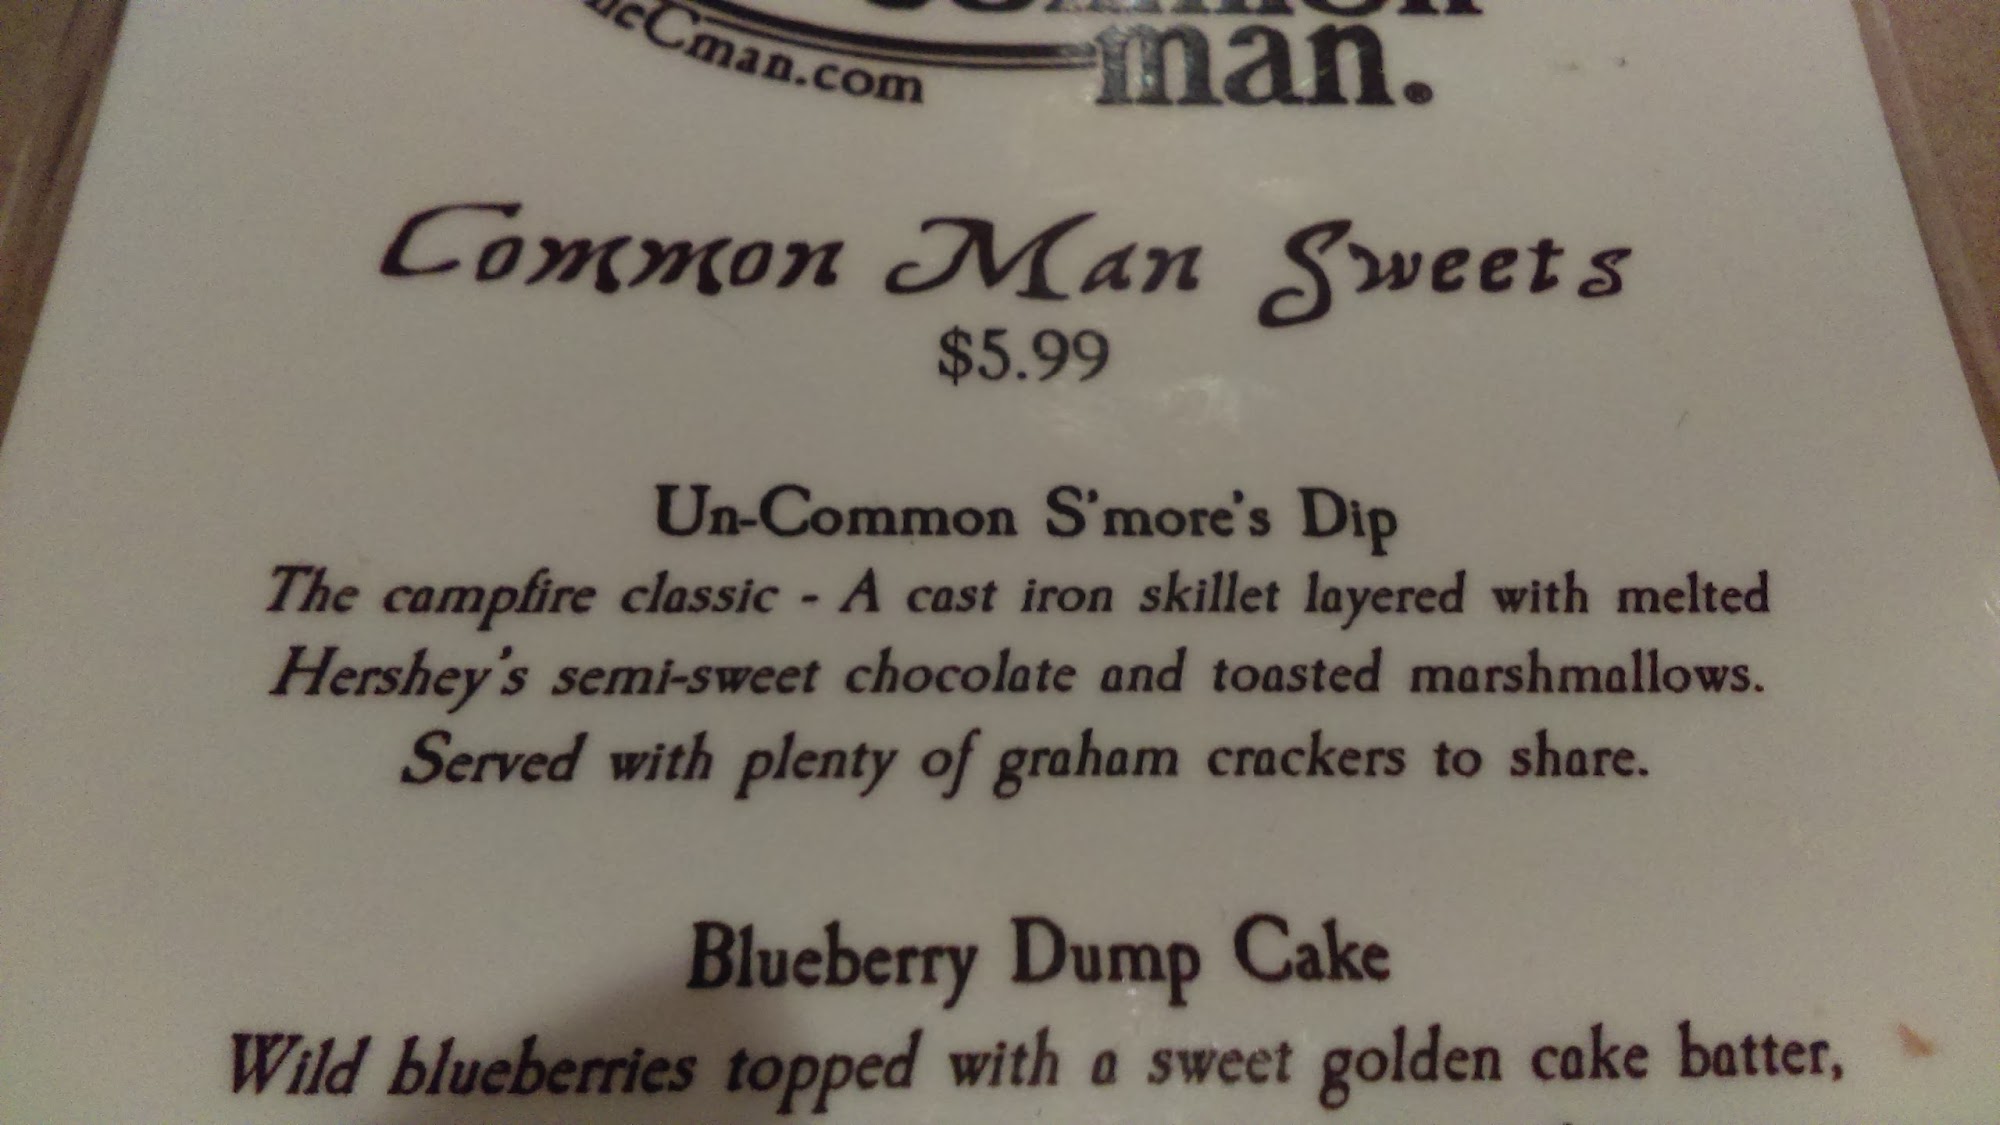 man.®
Common Man Sweets
$5.99
Un-Common S'more's Dip
The campfire classic - A cast iron skillet layered with melted
Hershey's semi-sweet chocolate and toasted marshmallows.
Served with plenty of graham crackers to share.
Blueberry Dump Cake
Wild blueberries topped with a sweet golden cake batter,